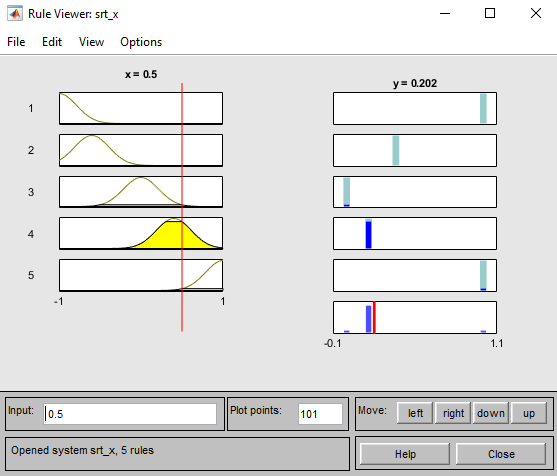 Rule Viewer: srt_x
File Edit View Options
x = 0.5
y = 0.202
1
2
3
4
5
-1 1
-0.1 1.1
Input: 0.5 Plot points: 101 Move: left right down up
Opened system srt_x, 5 rules
Help Close